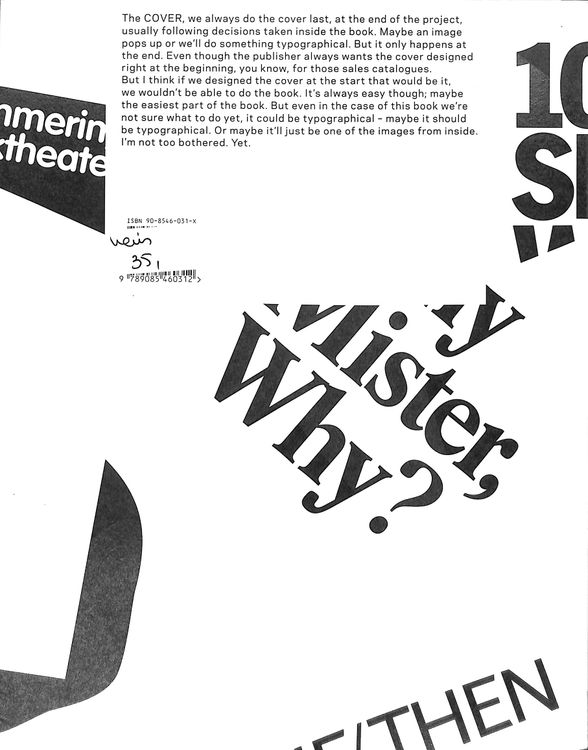 The COVER, we always do the cover last, at the end of the project,
usually following decisions taken inside the book. Maybe an image
pops up or we'll do something typographical. But it only happens at
the end. Even though the publisher always wants the cover designed
right at the beginning, you know, for those sales catalogues.
But I think if we designed the cover at the start that would be it,
we wouldn't be able to do the book. It's always easy though; maybe
the easiest part of the book. But even in the case of this book we're
not sure what to do yet, it could be typographical – maybe it should
be typographical. Or maybe it'll just be one of the images from inside.
I'm not too bothered. Yet.
10
S
mmerin
ktheate
ISBN 90-8546-031-X
35,
9 789085 460312 >
hy
Mister,
Why?
/THEN